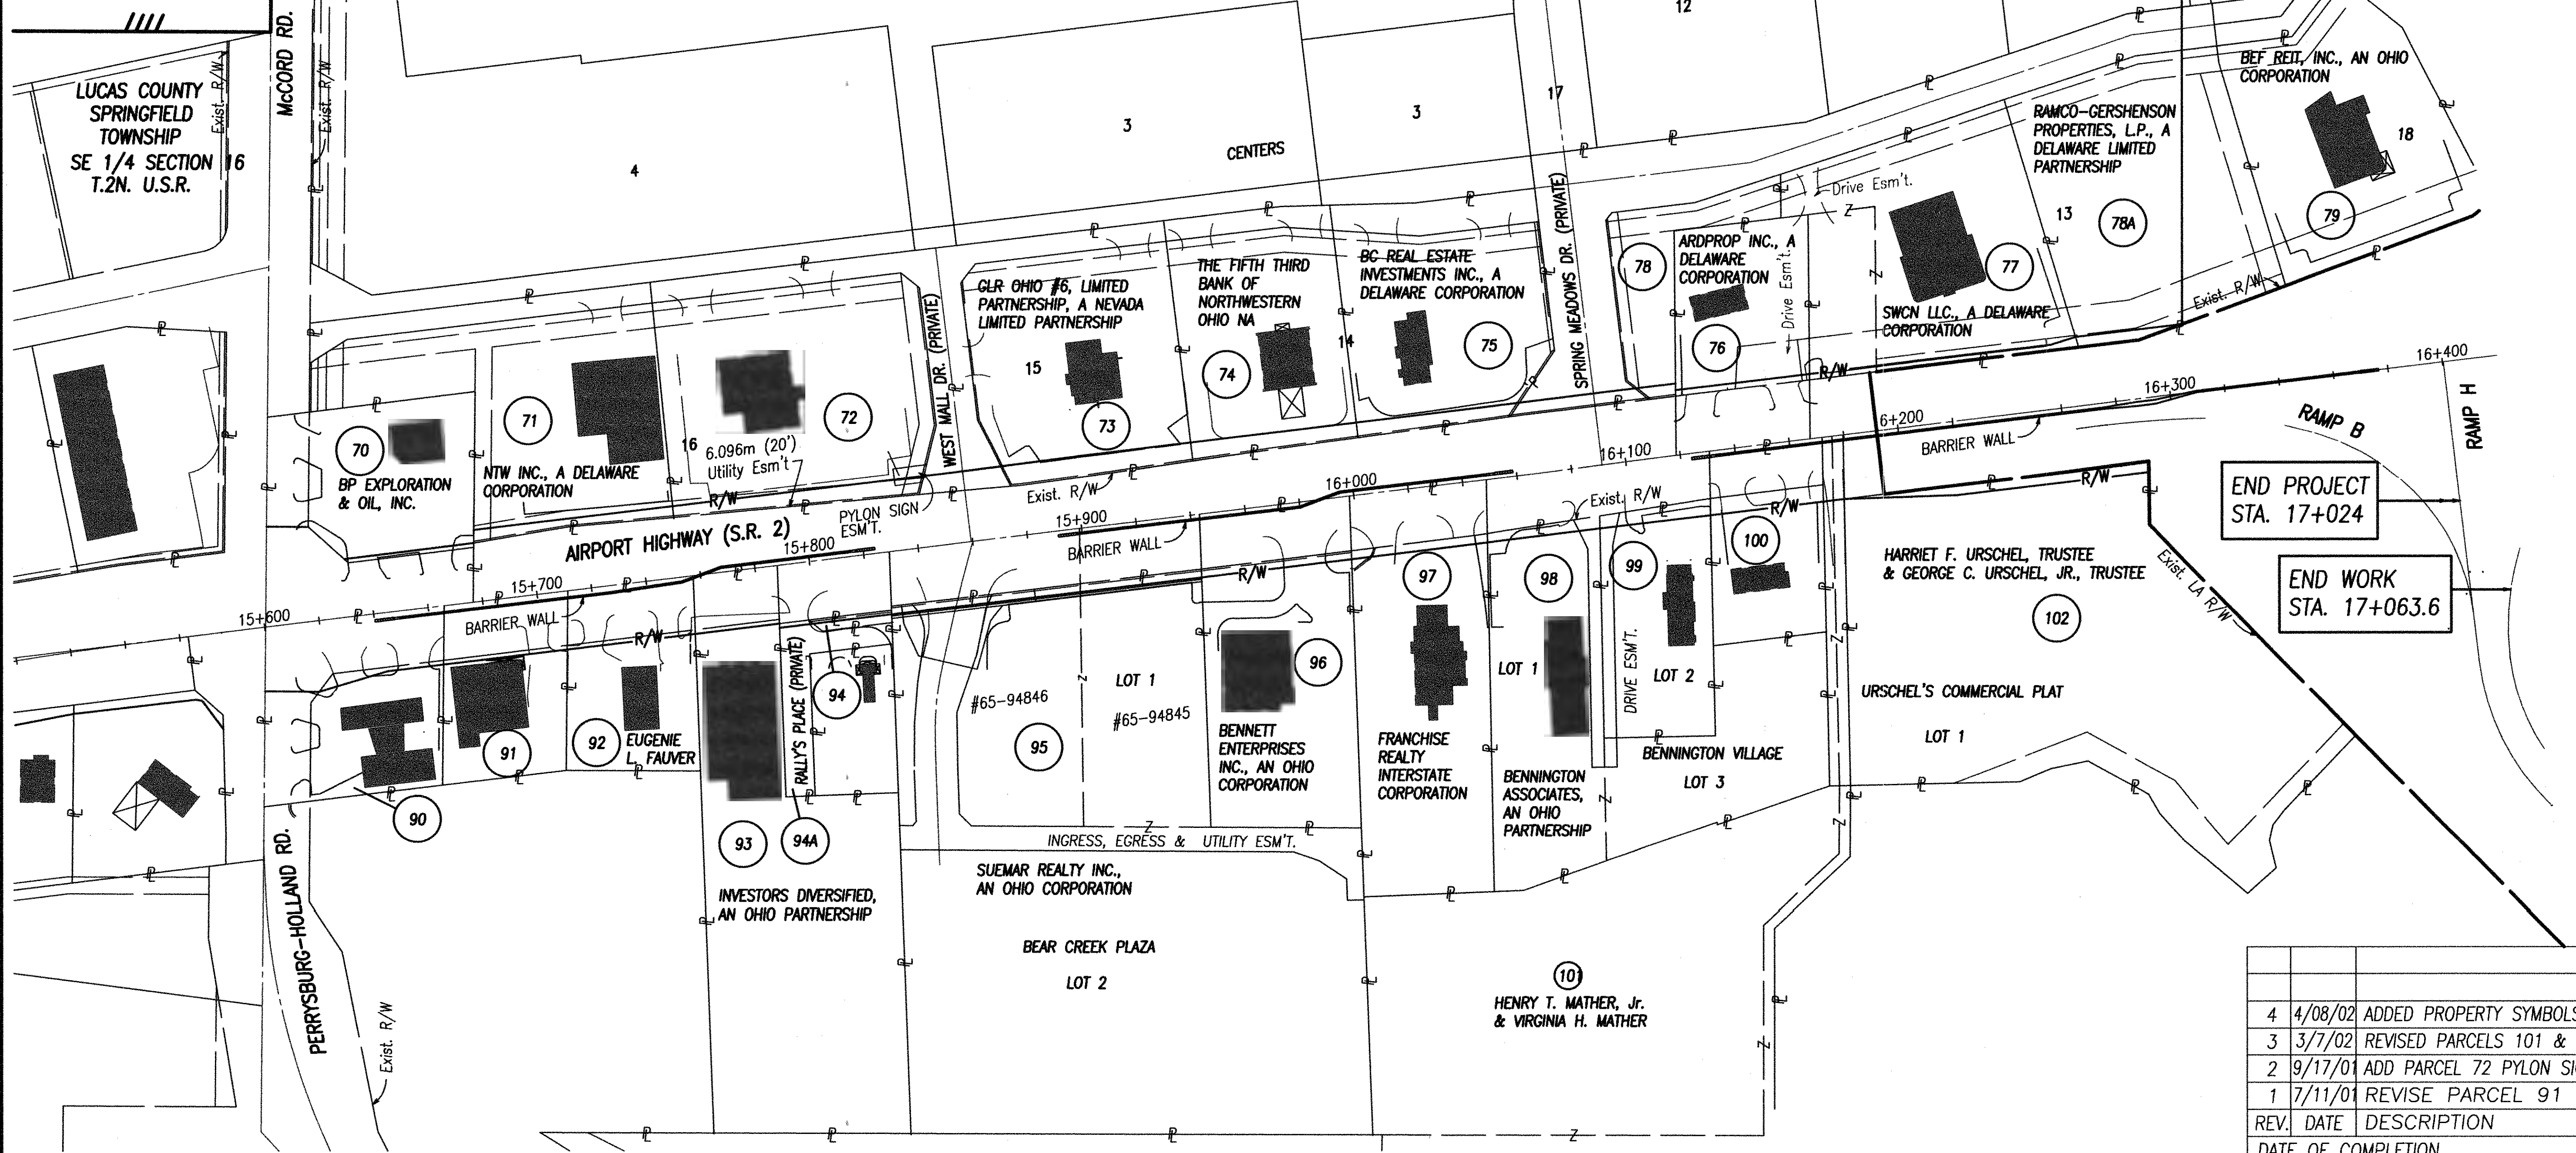 LUCAS COUNTY
SPRINGFIELD
TOWNSHIP
SE 1/4 SECTION 16
T.2N. U.S.R.
Exist. R/W
McCORD RD.
Exist. R/W
4
3
CENTERS
3
17
12
BEF REIT, INC., AN OHIO
CORPORATION
18
79
RAMCO-GERSHENSON
PROPERTIES, L.P., A
DELAWARE LIMITED
PARTNERSHIP
13
78A
Drive Esm't.
Z
Z
77
SWCN LLC., A DELAWARE
CORPORATION
Exist. R/W
ARDPROP INC., A
DELAWARE
CORPORATION
78
76
Drive Esm't.
Drive Esm't.
SPRING MEADOWS DR. (PRIVATE)
BG REAL ESTATE
INVESTMENTS INC., A
DELAWARE CORPORATION
75
14
THE FIFTH THIRD
BANK OF
NORTHWESTERN
OHIO NA
74
GLR OHIO #6, LIMITED
PARTNERSHIP, A NEVADA
LIMITED PARTNERSHIP
15
73
WEST MALL DR. (PRIVATE)
72
16
6.096m (20')
Utility Esm't
71
NTW INC., A DELAWARE
CORPORATION
70
BP EXPLORATION
& OIL, INC.
R/W
PYLON SIGN
ESM'T.
Exist. R/W
R/W
AIRPORT HIGHWAY (S.R. 2)
15+600
15+700
15+800
15+900
16+000
16+100
6+200
16+300
16+400
BARRIER WALL
BARRIER WALL
BARRIER WALL
RAMP B
RAMP H
END PROJECT
STA. 17+024
END WORK
STA. 17+063.6
R/W
R/W
Exist. R/W
R/W
R/W
Exist. LA R/W
90
91
92
EUGENIE
L. FAUVER
93
INVESTORS DIVERSIFIED,
AN OHIO PARTNERSHIP
RALLY'S PLACE (PRIVATE)
94
94A
#65-94846
95
LOT 1
#65-94845
Z
96
BENNETT
ENTERPRISES
INC., AN OHIO
CORPORATION
97
FRANCHISE
REALTY
INTERSTATE
CORPORATION
98
LOT 1
BENNINGTON
ASSOCIATES,
AN OHIO
PARTNERSHIP
99
DRIVE ESM'T.
LOT 2
100
BENNINGTON VILLAGE
LOT 3
HARRIET F. URSCHEL, TRUSTEE
& GEORGE C. URSCHEL, JR., TRUSTEE
102
URSCHEL'S COMMERCIAL PLAT
LOT 1
Z
INGRESS, EGRESS & UTILITY ESM'T.
SUEMAR REALTY INC.,
AN OHIO CORPORATION
BEAR CREEK PLAZA
LOT 2
101
HENRY T. MATHER, Jr.
& VIRGINIA H. MATHER
Z
Z
Z
Z
Z
PERRYSBURG-HOLLAND RD.
Exist. R/W
4 4/08/02 ADDED PROPERTY SYMBOLS
3 3/7/02 REVISED PARCELS 101 &
2 9/17/01 ADD PARCEL 72 PYLON
1 7/11/01 REVISE PARCEL 91
REV. DATE DESCRIPTION
DATE OF COMPLETION